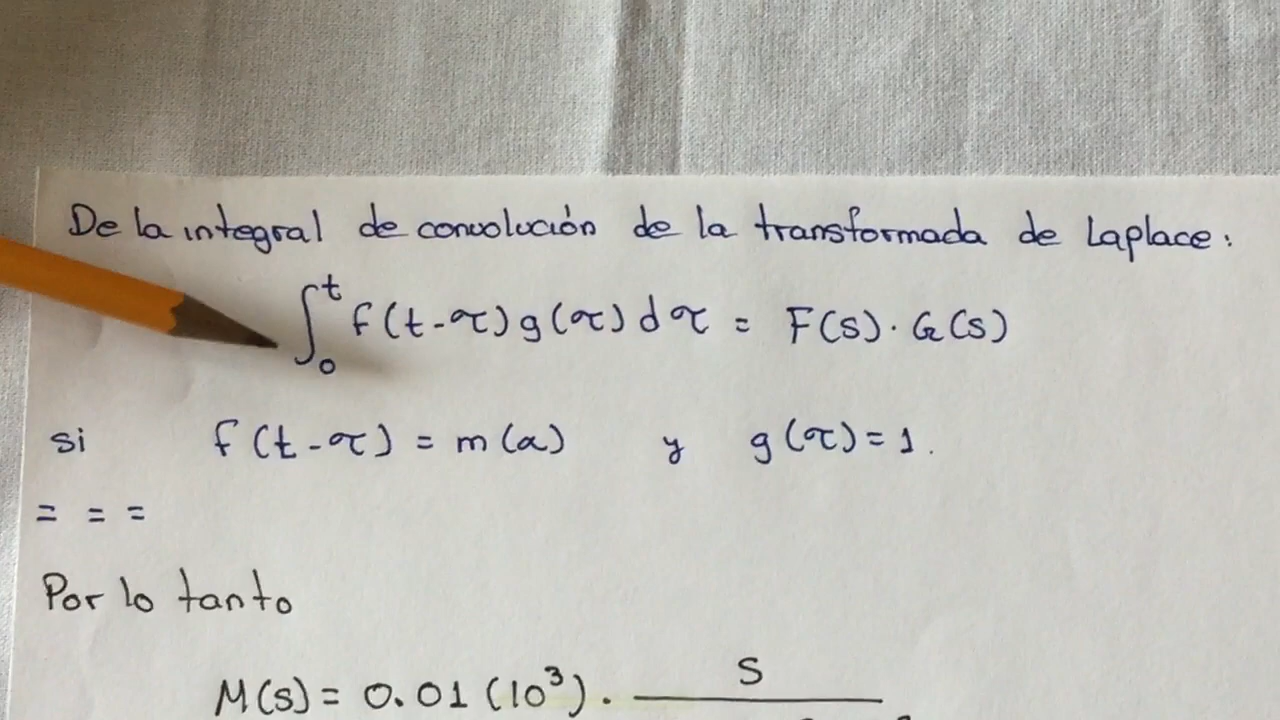 De la integral de convolución de la transformada de Laplace:
∫₀ᵗ f(t-τ)g(τ)dτ = F(s)·G(s)
si f(t-τ) = m(a) y g(τ)=1.
= = =
Por lo tanto
S
M(s) = 0.01(10³).